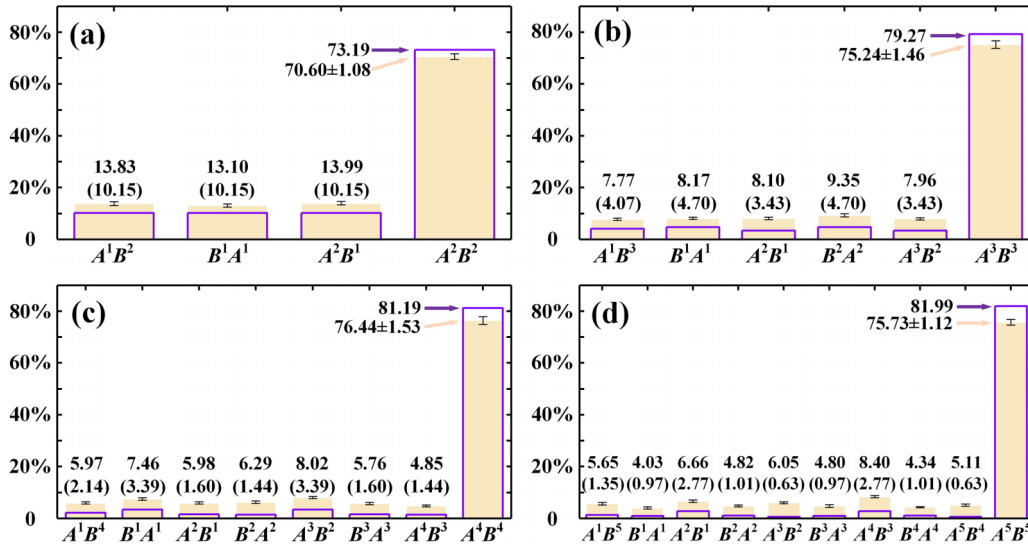 (a)
80%
60%
40%
20%
0
73.19
70.60±1.08
13.83 13.10 13.99
(10.15) (10.15) (10.15)
A¹B² B¹A¹ A²B¹ A²B²
(b)
80%
60%
40%
20%
0
79.27
75.24±1.46
7.77 8.17 8.10 9.35 7.96
(4.07) (4.70) (3.43) (4.70) (3.43)
A¹B³ B¹A¹ A²B¹ B²A² A³B² A³B³
(c)
80%
60%
40%
20%
0
81.19
76.44±1.53
5.97 7.46 5.98 6.29 8.02 5.76 4.85
(2.14) (3.39) (1.60) (1.44) (3.39) (1.60) (1.44)
A¹B⁴ B¹A¹ A²B¹ B²A² A³B² B³A³ A⁴B³ A⁴B⁴
(d)
80%
60%
40%
20%
0
81.99
75.73±1.12
5.65 4.03 6.66 4.82 6.05 4.80 8.40 4.34 5.11
(1.35) (0.97) (2.77) (1.01) (0.63) (0.97) (2.77) (1.01) (0.63)
A¹B⁵ B¹A¹ A²B¹ B²A² A³B² B³A³ A⁴B³ B⁴A⁴ A⁵B⁴ A⁵B⁵